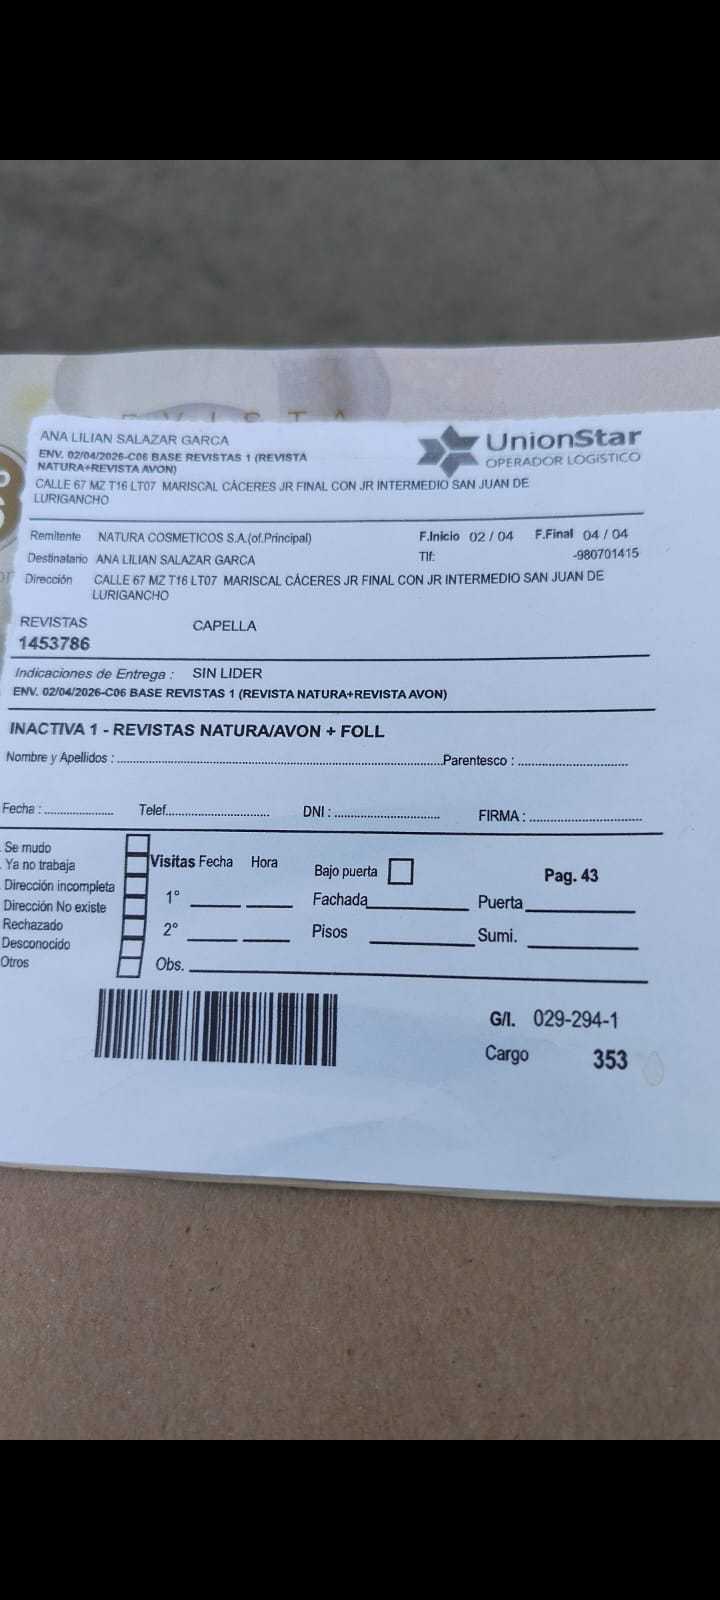 REVISTA
ANA LILIAN SALAZAR GARCA
ENV. 02/04/2026-C06 BASE REVISTAS 1 (REVISTA
NATURA+REVISTA AVON)
CALLE 67 MZ T16 LT07 MARISCAL CÁCERES JR FINAL CON JR INTERMEDIO SAN JUAN DE
LURIGANCHO
UnionStar
OPERADOR LOGÍSTICO
Remitente NATURA COSMETICOS S.A.(of.Principal) F.Inicio 02 / 04 F.Final 04 / 04
Destinatario ANA LILIAN SALAZAR GARCA Tlf: -980701415
Dirección CALLE 67 MZ T16 LT07 MARISCAL CÁCERES JR FINAL CON JR INTERMEDIO SAN JUAN DE
LURIGANCHO
REVISTAS CAPELLA
1453786
Indicaciones de Entrega : SIN LIDER
ENV. 02/04/2026-C06 BASE REVISTAS 1 (REVISTA NATURA+REVISTA AVON)
INACTIVA 1 - REVISTAS NATURA/AVON + FOLL
Nombre y Apellidos : Parentesco :
Fecha : Telef. DNI : FIRMA :
Se mudo
Ya no trabaja
Dirección incompleta
Dirección No existe
Rechazado
Desconocido
Otros
Visitas Fecha Hora Bajo puerta Pag. 43
1° Fachada Puerta
2° Pisos Sumi.
Obs.
G/I. 029-294-1
Cargo 353